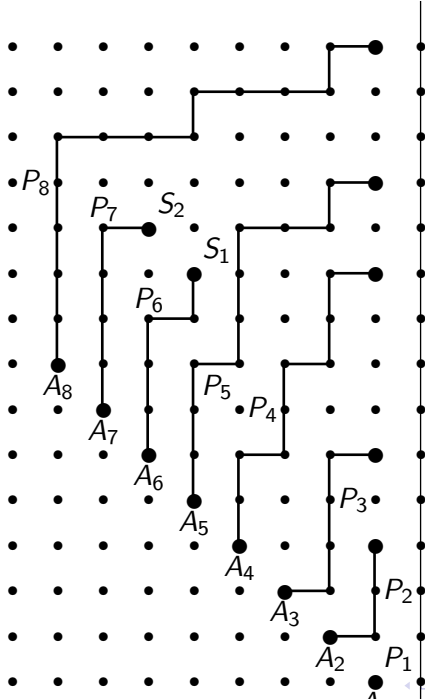 P₈
P₇ S₂
S₁
P₆
A₈ P₅ P₄
A₇
A₆
P₃
A₅
A₄
P₂
A₃
A₂ P₁